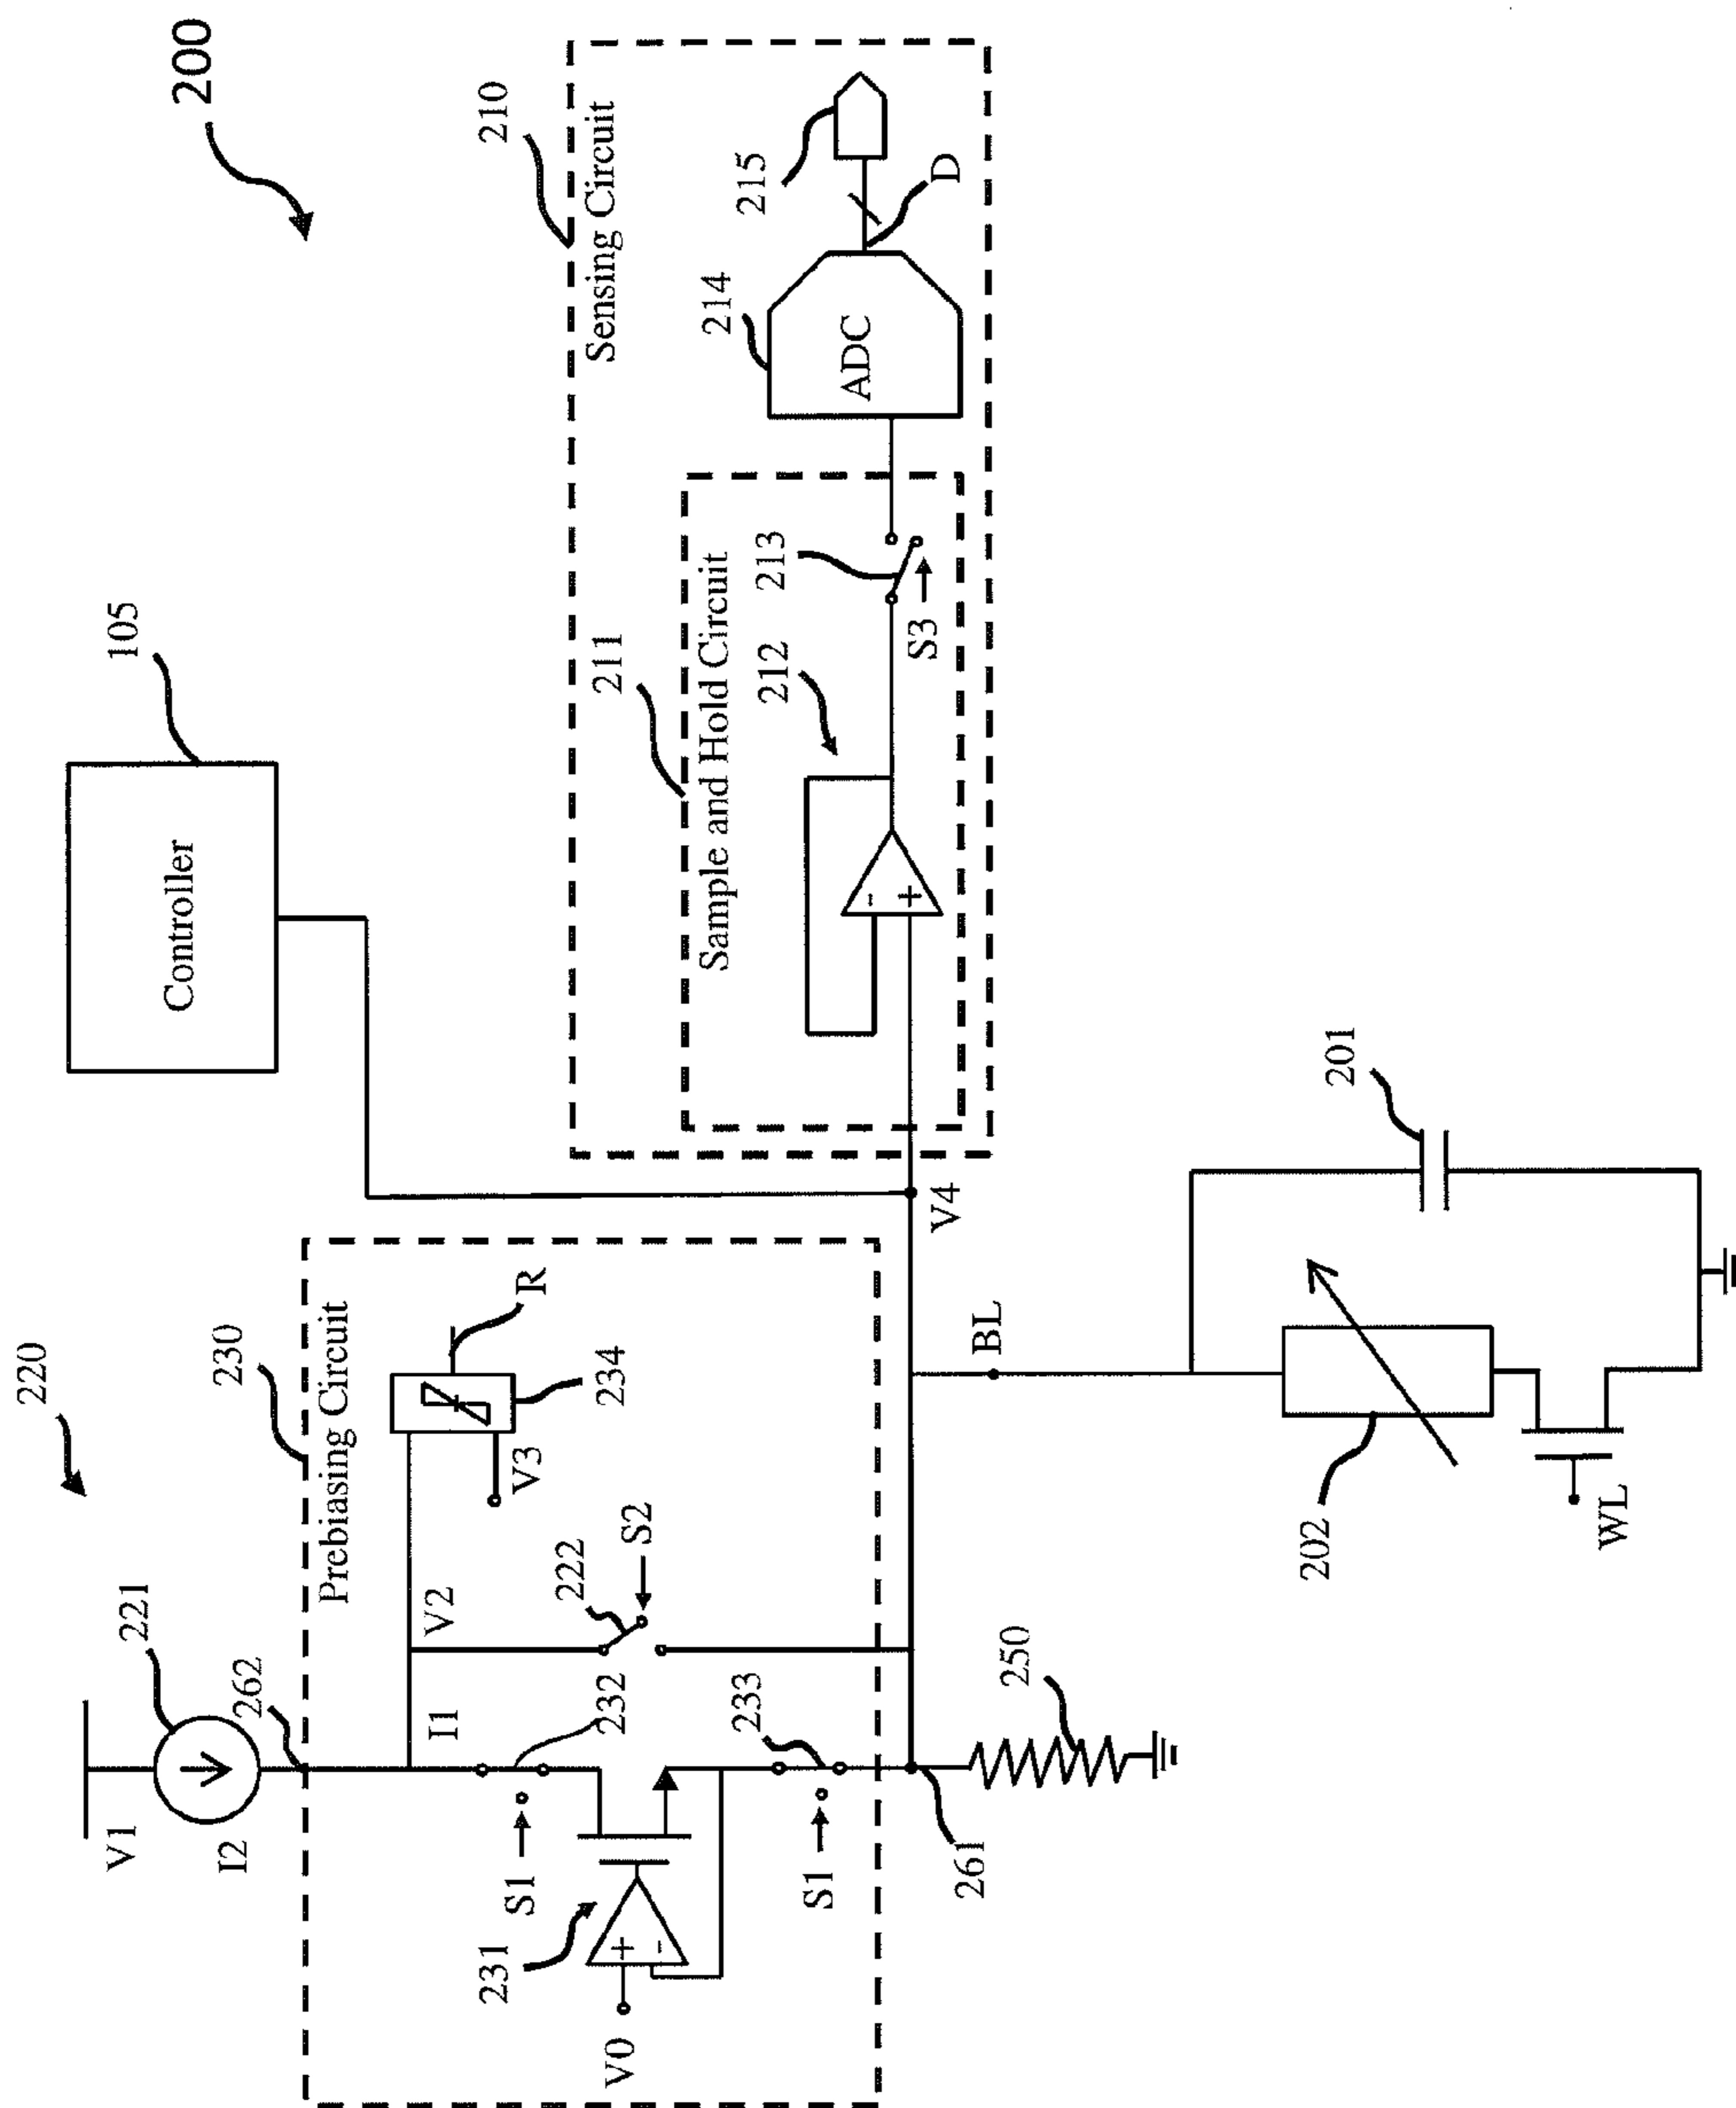 200
220
Controller
105
V1
221
I2
262
230
Prebiasing Circuit
I1
V2
R
234
V3
232
222
S2
S1
231
+
-
V0
S1
233
261
250
V4
BL
202
WL
201
210
Sensing Circuit
211
Sample and Hold Circuit
212
-
+
213
S3
214
ADC
215
D